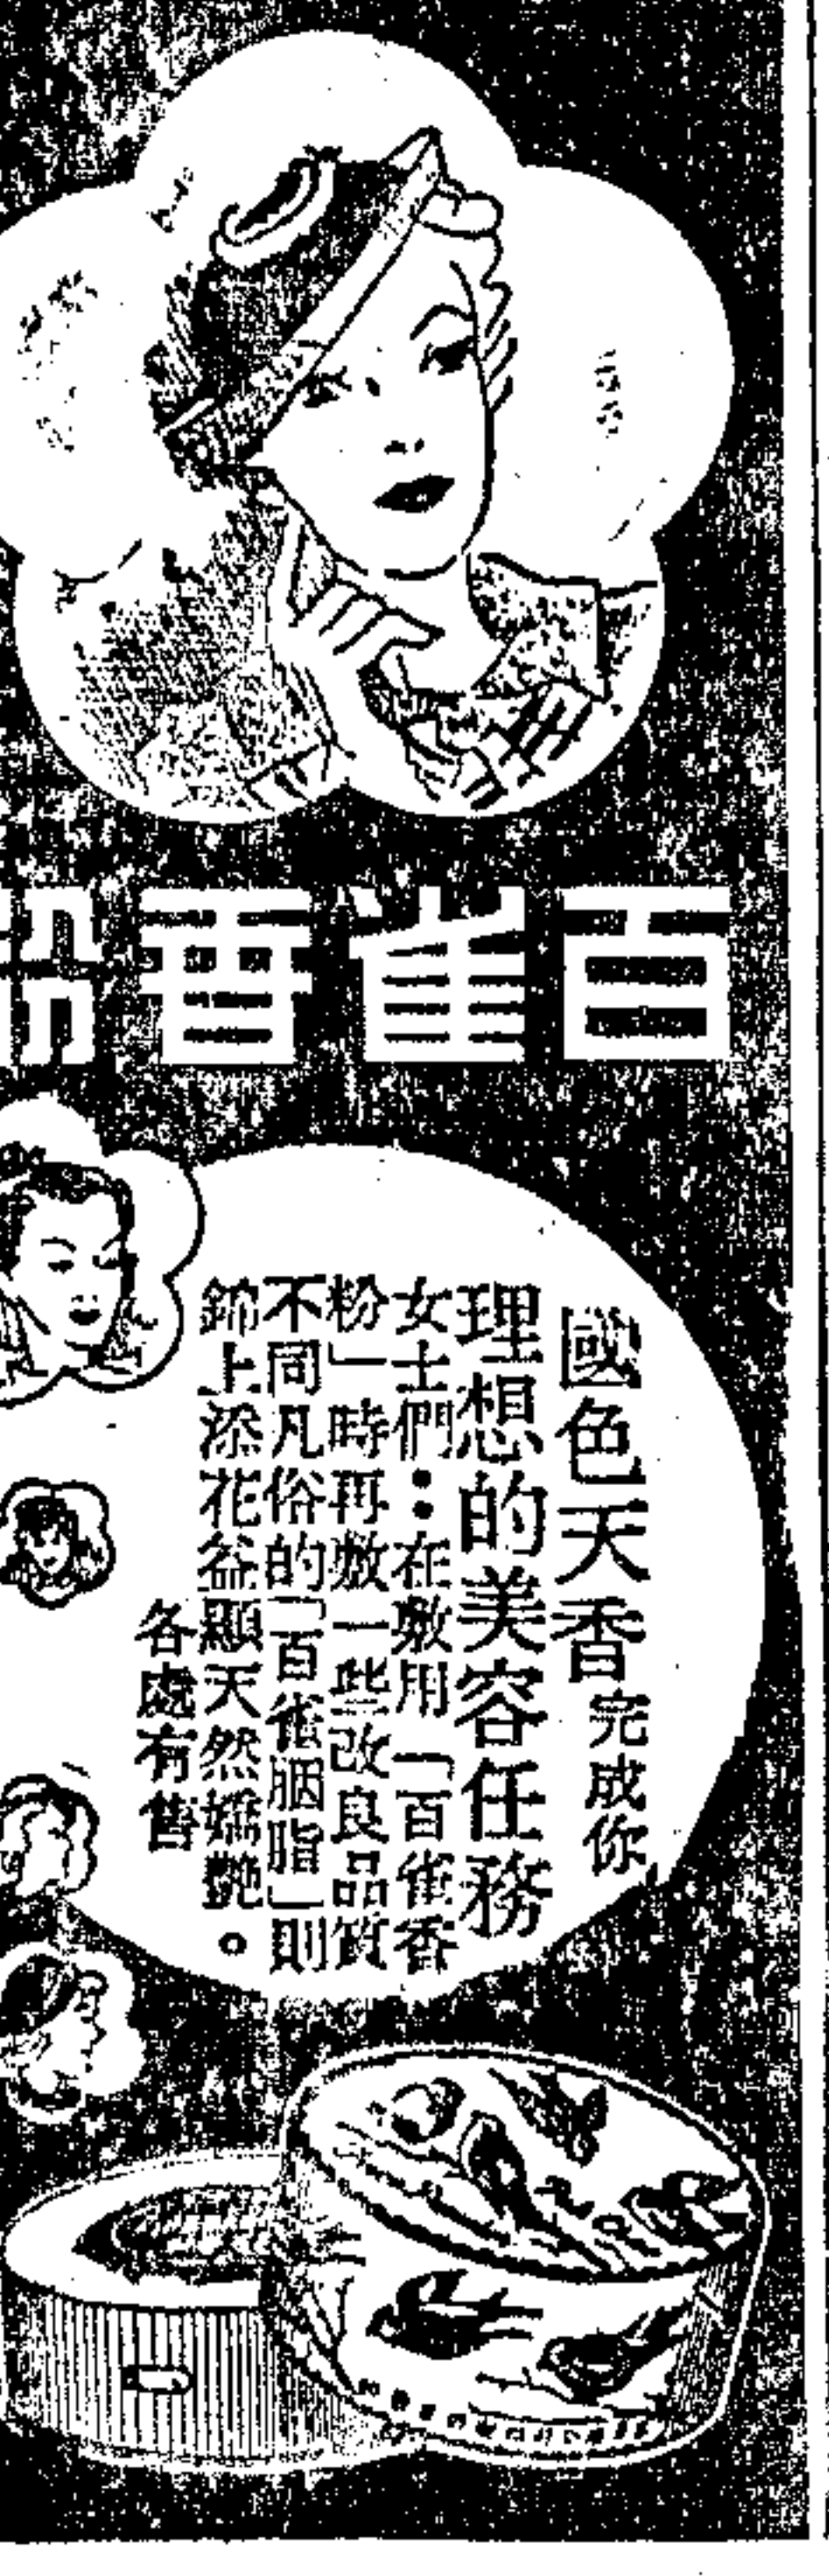 百雀香粉
國色天香完成你
理想的美容任務
女士們：在敷用「百雀香
粉」時再敷一些改良品質
不同凡俗的「百雀胭脂」則
錦上添花益顯天然嬌艷。
各處有售